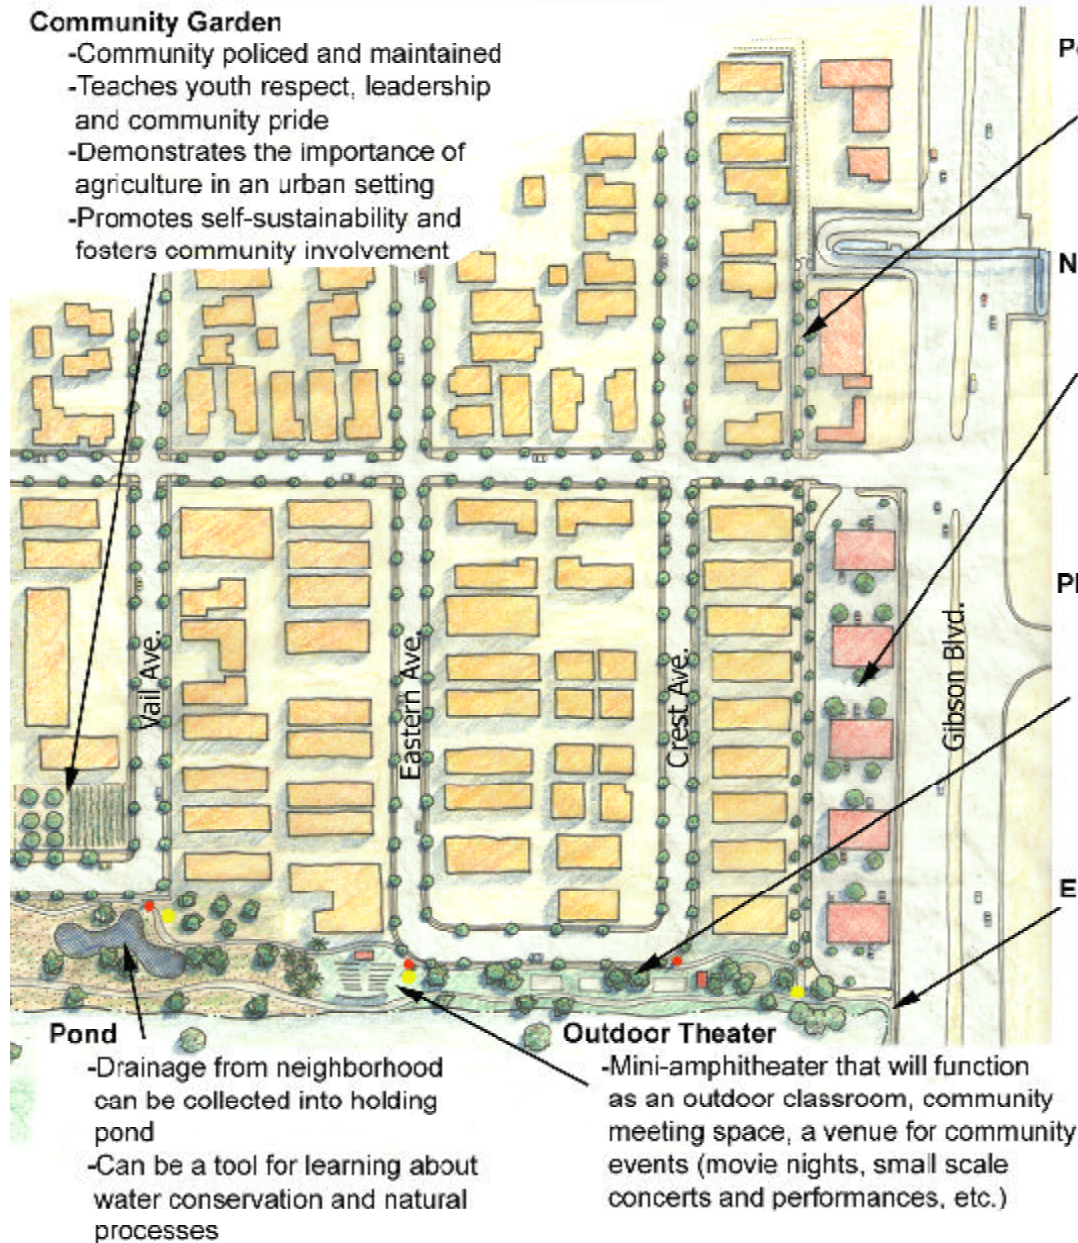 Community Garden
-Community policed and maintained
-Teaches youth respect, leadership
and community pride
-Demonstrates the importance of
agriculture in an urban setting
-Promotes self-sustainability and
fosters community involvement
Vail Ave.
Eastern Ave.
Crest Ave.
Gibson Blvd.
Pond
-Drainage from neighborhood
can be collected into holding
pond
-Can be a tool for learning about
water conservation and natural
processes
Outdoor Theater
-Mini-amphitheater that will function
as an outdoor classroom, community
meeting space, a venue for community
events (movie nights, small scale
concerts and performances, etc.)